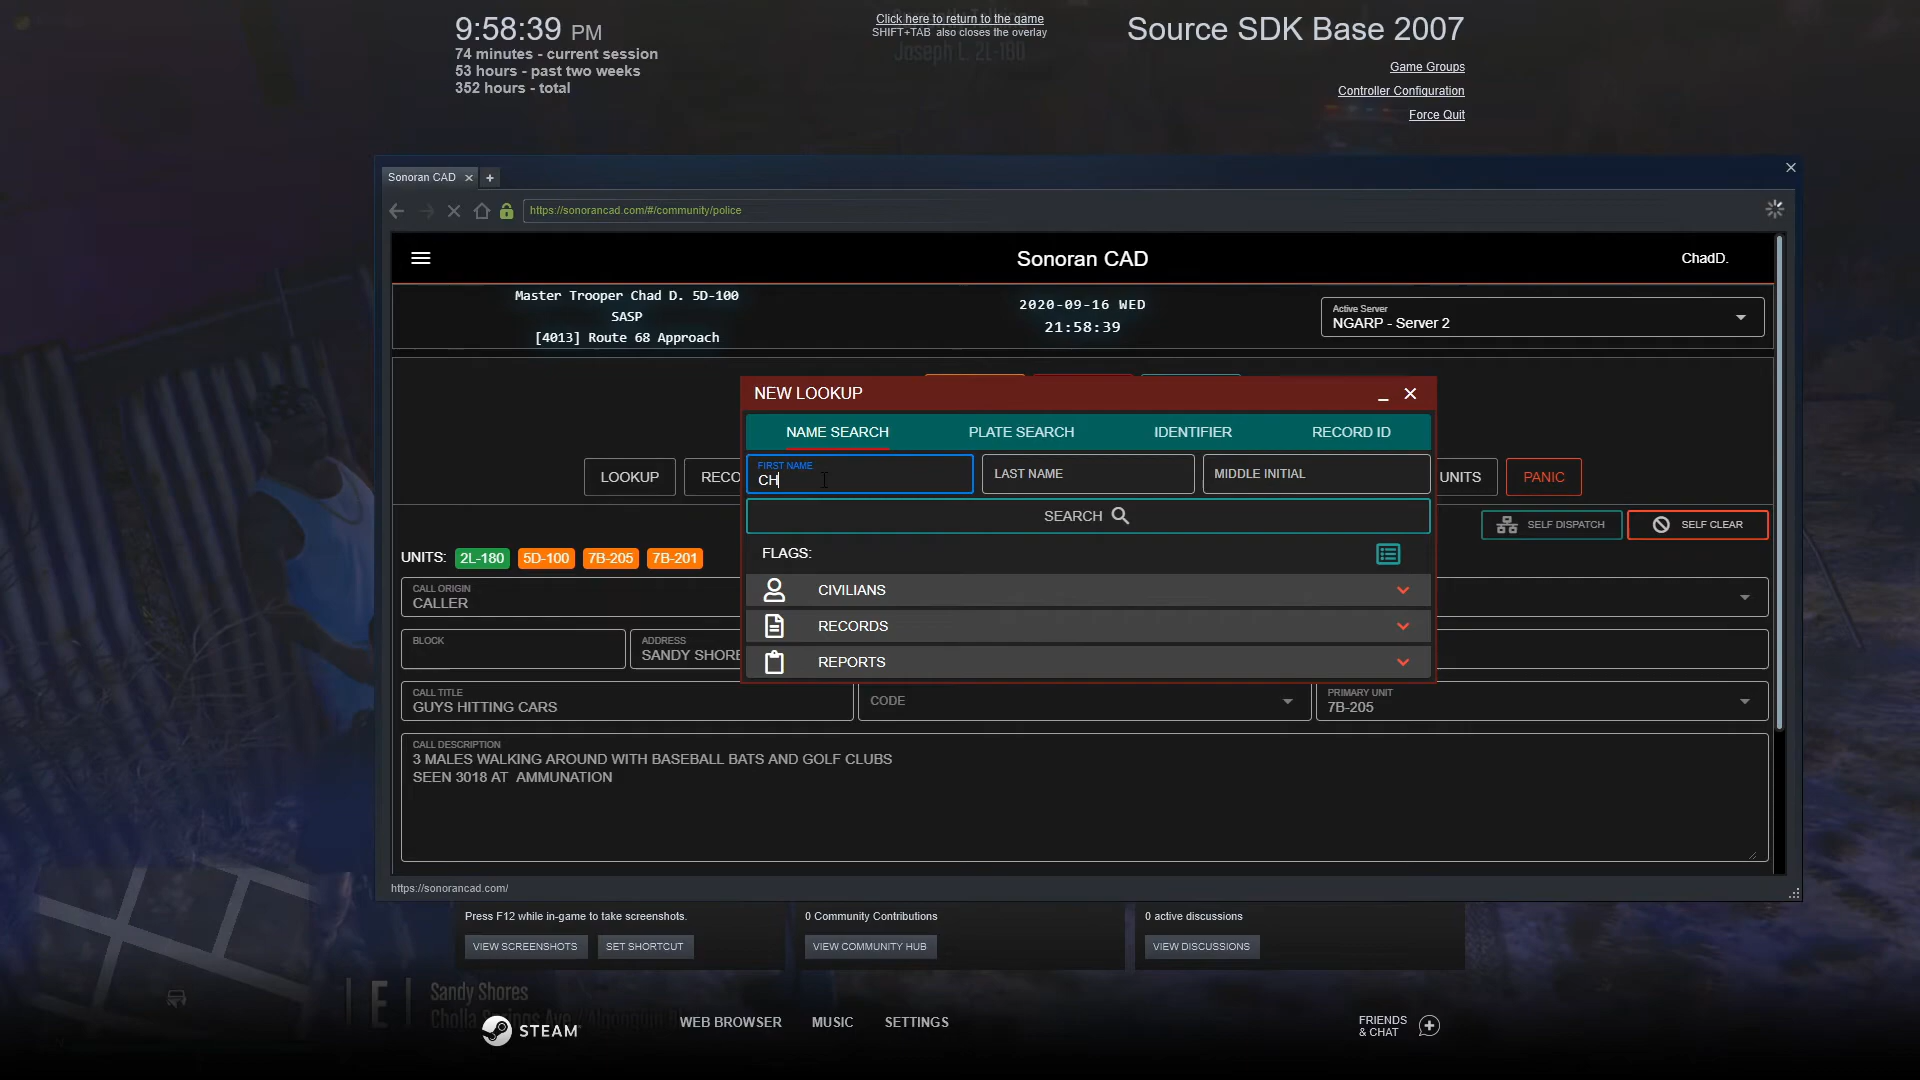 9:58:39 PM
74 minutes - current session
53 hours - past two weeks
352 hours - total
Click here to return to the game
SHIFT+TAB also closes the overlay
Joseph L. 2L-180
Source SDK Base 2007
Game Groups
Controller Configuration
Force Quit
Sonoran CAD
https://sonorancad.com/#/community/police
Sonoran CAD
ChadD.
Master Trooper Chad D. 5D-100
SASP
[4013] Route 68 Approach
2020-09-16 WED
21:58:39
Active Server
NGARP - Server 2
NEW LOOKUP
NAME SEARCH
PLATE SEARCH
IDENTIFIER
RECORD ID
FIRST NAME
CH
LAST NAME
MIDDLE INITIAL
SEARCH
FLAGS:
CIVILIANS
RECORDS
REPORTS
LOOKUP
RECO
UNITS
PANIC
SELF DISPATCH
SELF CLEAR
UNITS: 2L-180 5D-100 7B-205 7B-201
CALL ORIGIN
CALLER
BLOCK
ADDRESS
SANDY SHORE
CALL TITLE
GUYS HITTING CARS
CODE
PRIMARY UNIT
7B-205
CALL DESCRIPTION
3 MALES WALKING AROUND WITH BASEBALL BATS AND GOLF CLUBS
SEEN 3018 AT AMMUNATION
https://sonorancad.com/
Press F12 while in-game to take screenshots.
VIEW SCREENSHOTS
SET SHORTCUT
0 Community Contributions
VIEW COMMUNITY HUB
0 active discussions
VIEW DISCUSSIONS
| E |
Sandy Shores
STEAM
WEB BROWSER
MUSIC
SETTINGS
FRIENDS
& CHAT